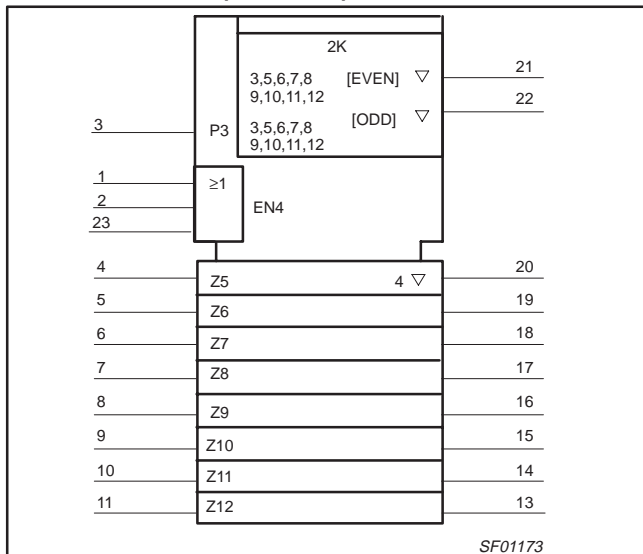 2K
3,5,6,7,8 [EVEN] ▽ 21
9,10,11,12
22
[ODD] ▽
3 P3 3,5,6,7,8
9,10,11,12
1 ≥1
2 EN4
23
4 Z5 4 ▽ 20
5 Z6 19
6 Z7 18
7 Z8 17
8 Z9 16
9 Z10 15
10 Z11 14
11 Z12 13
SF01173